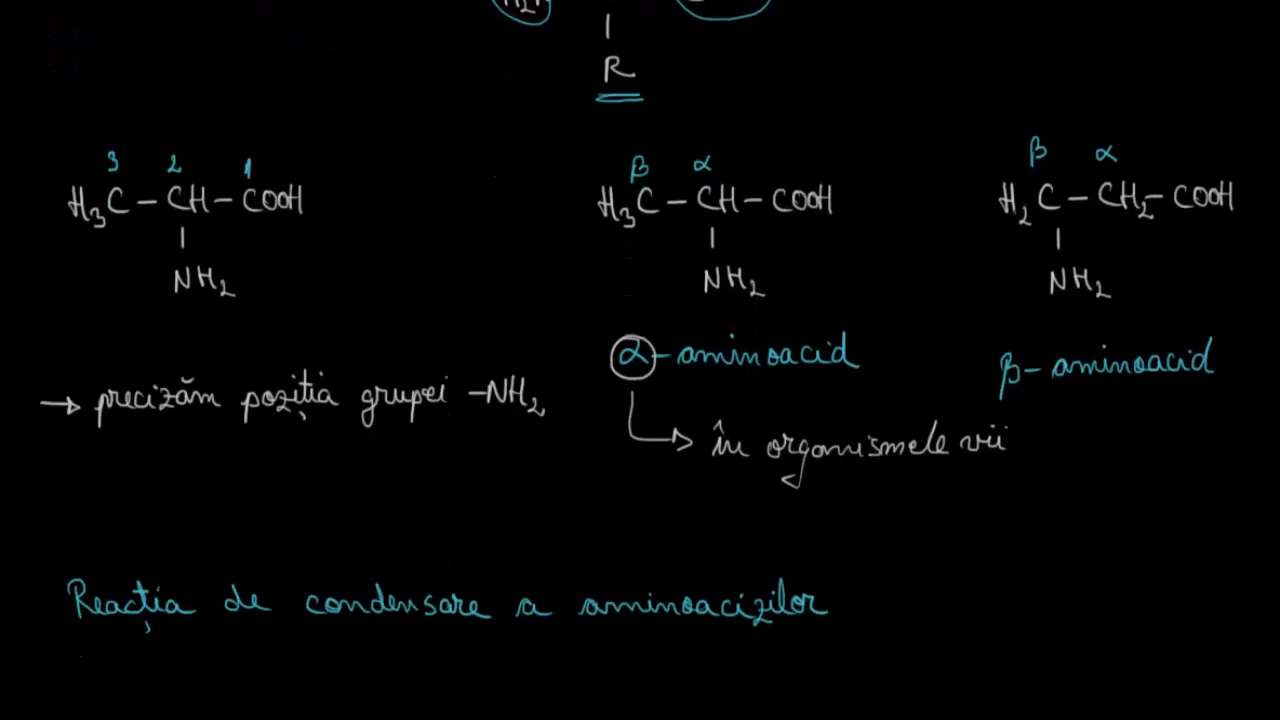 R
3 2 1
H₃C – CH – COOH
NH₂
β α
H₃C – CH – COOH
NH₂
β α
H₂C – CH₂ – COOH
NH₂
→ precizăm poziția grupei –NH₂
α-aminoacid
β-aminoacid
în organismele vii
Reacția de condensare a aminoacizilor